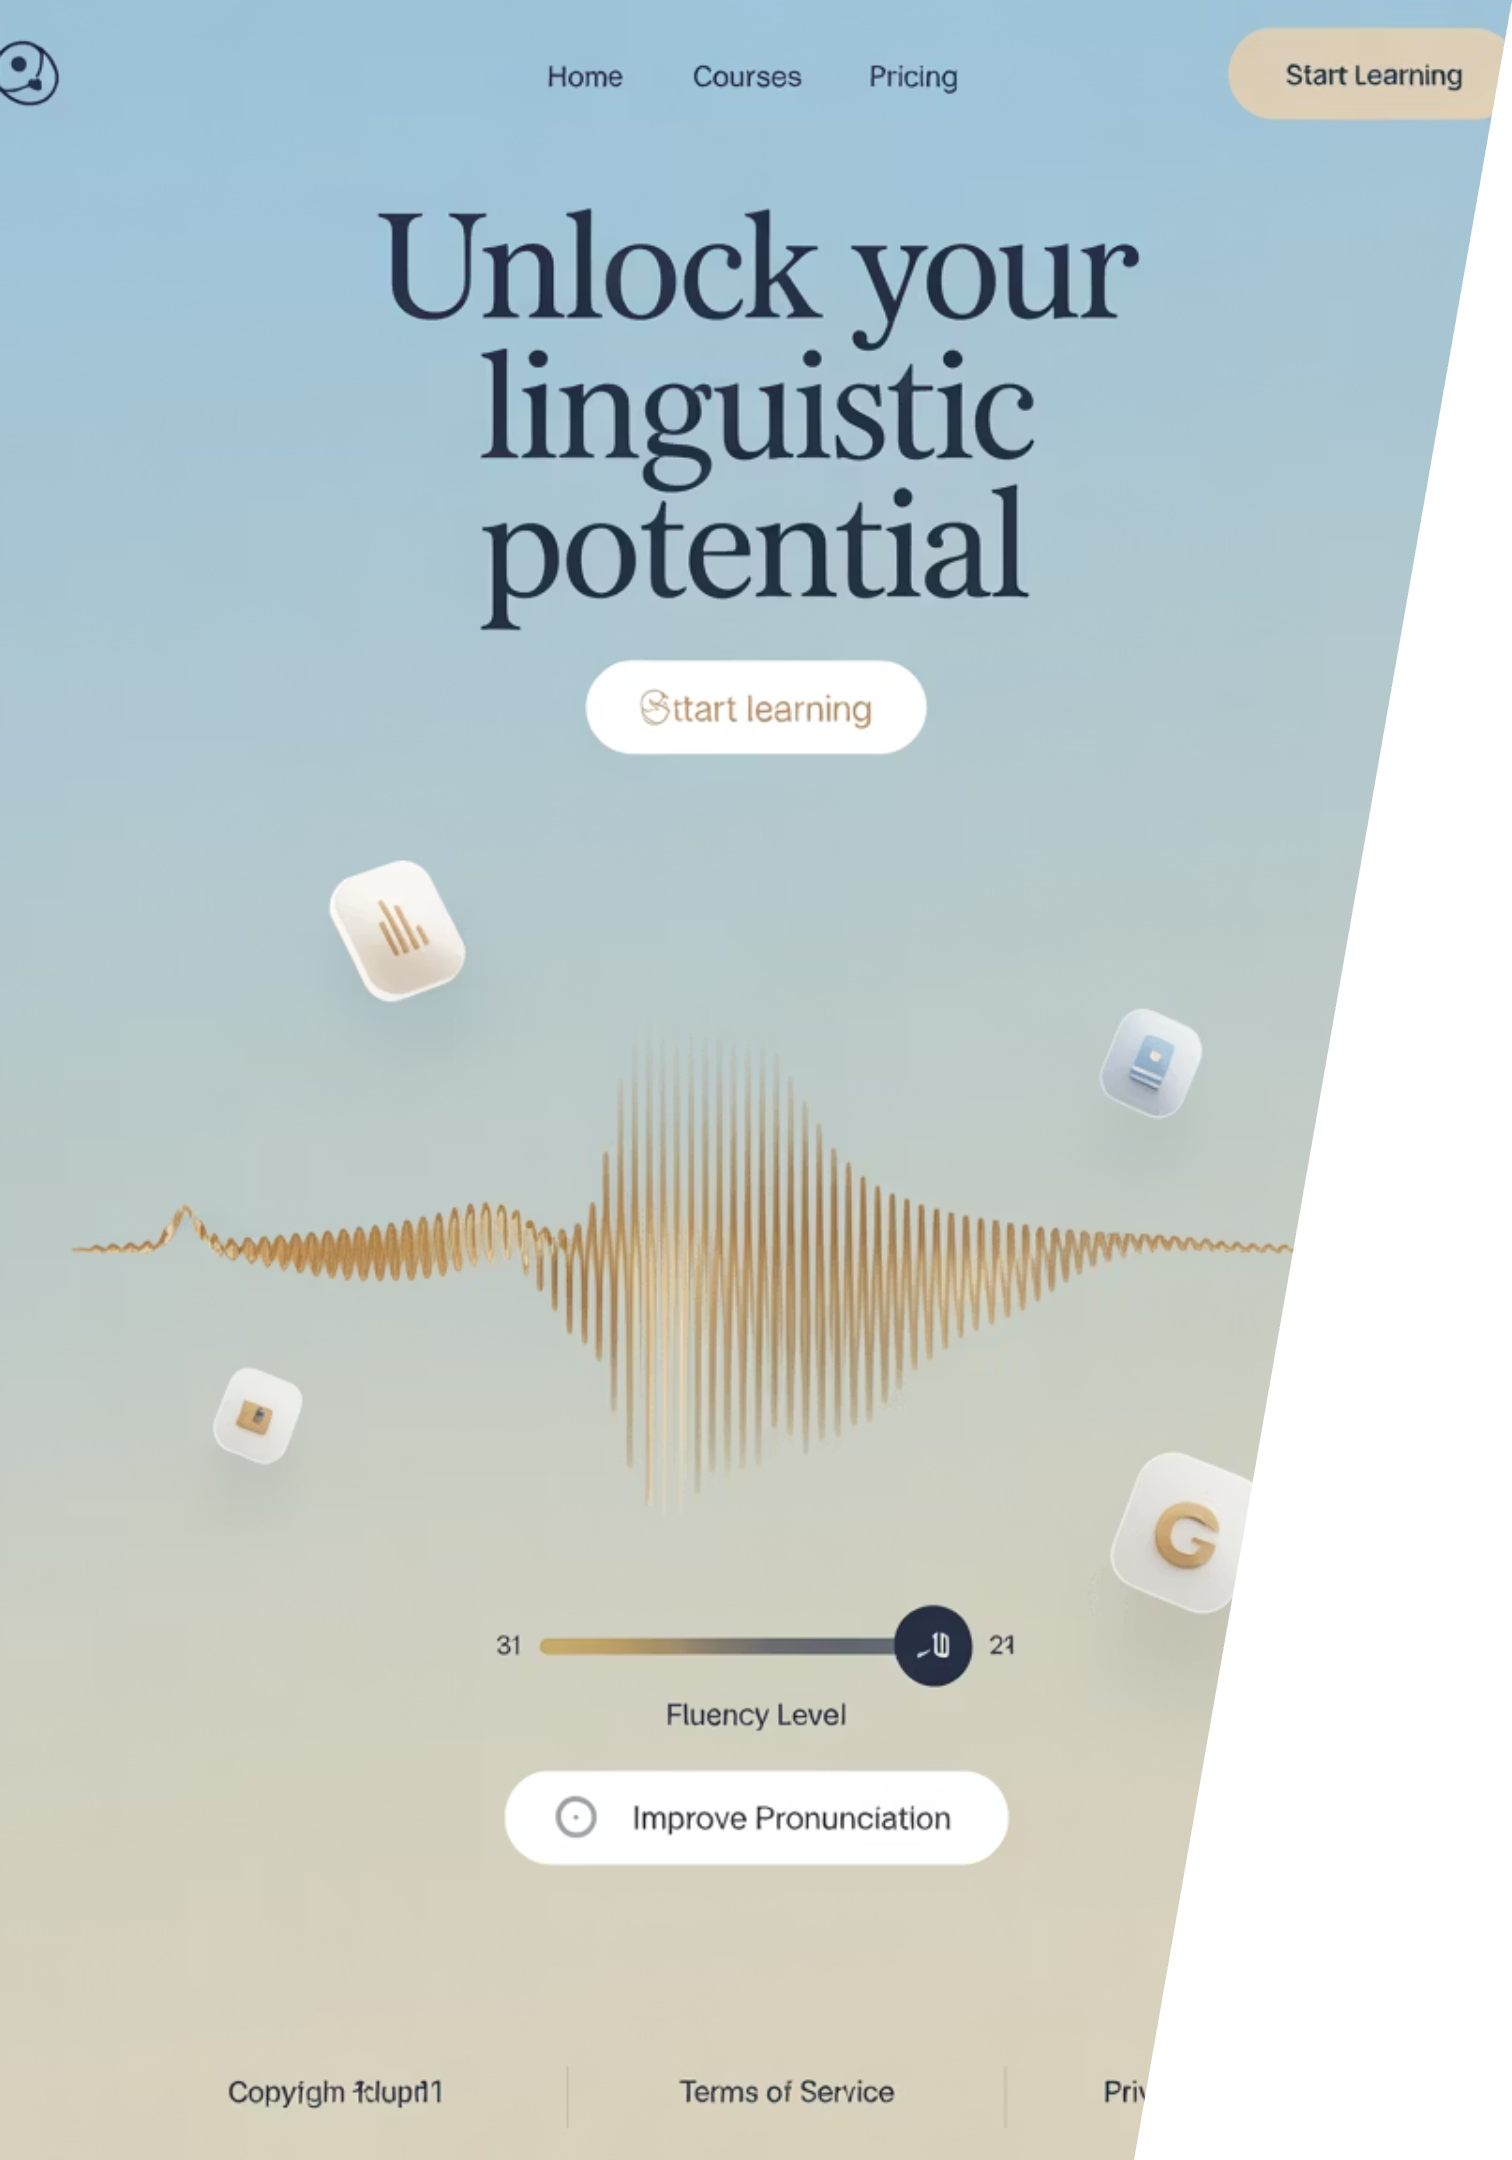 Home Courses Pricing Start Learning
Unlock your
linguistic
potential
Sttart learning
G
31 21
Fluency Level
Improve Pronunciation
Terms of Service